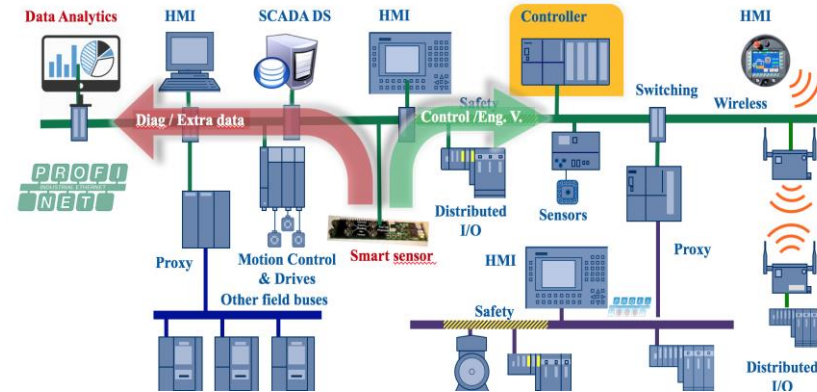 Data Analytics
HMI
SCADA DS
HMI
Controller
HMI
Switching
Wireless
Diag / Extra data
Safety
Control /Eng. V.
PROFI
INDUSTRIAL ETHERNET
NET
Distributed
I/O
Sensors
Proxy
Motion Control
& Drives
Smart sensor
HMI
Proxy
Other field buses
Safety
Distributed
I/O